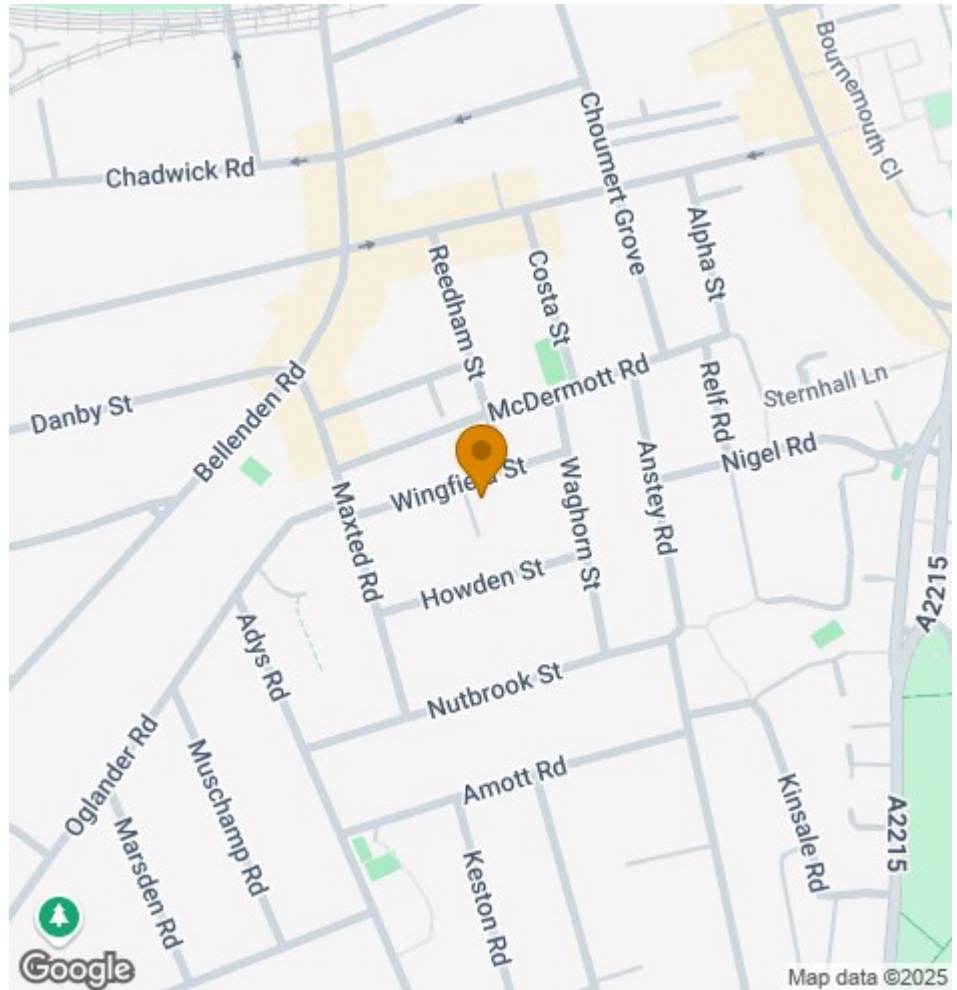 Bournemouth Cl
Choumert Grove
Chadwick Rd
Alpha St
Reedham St
Costa St
McDermott Rd
Relf Rd
Sternhall Ln
Danby St
Bellenden Rd
Nigel Rd
Wingfield St
Anstey Rd
Waghorn St
Maxted Rd
Howden St
A2215
Adys Rd
Nutbrook St
Oglander Rd
Muschamp Rd
Amott Rd
Kinsale Rd
A2215
Marsden Rd
Keston Rd
Google
Map data ©2025